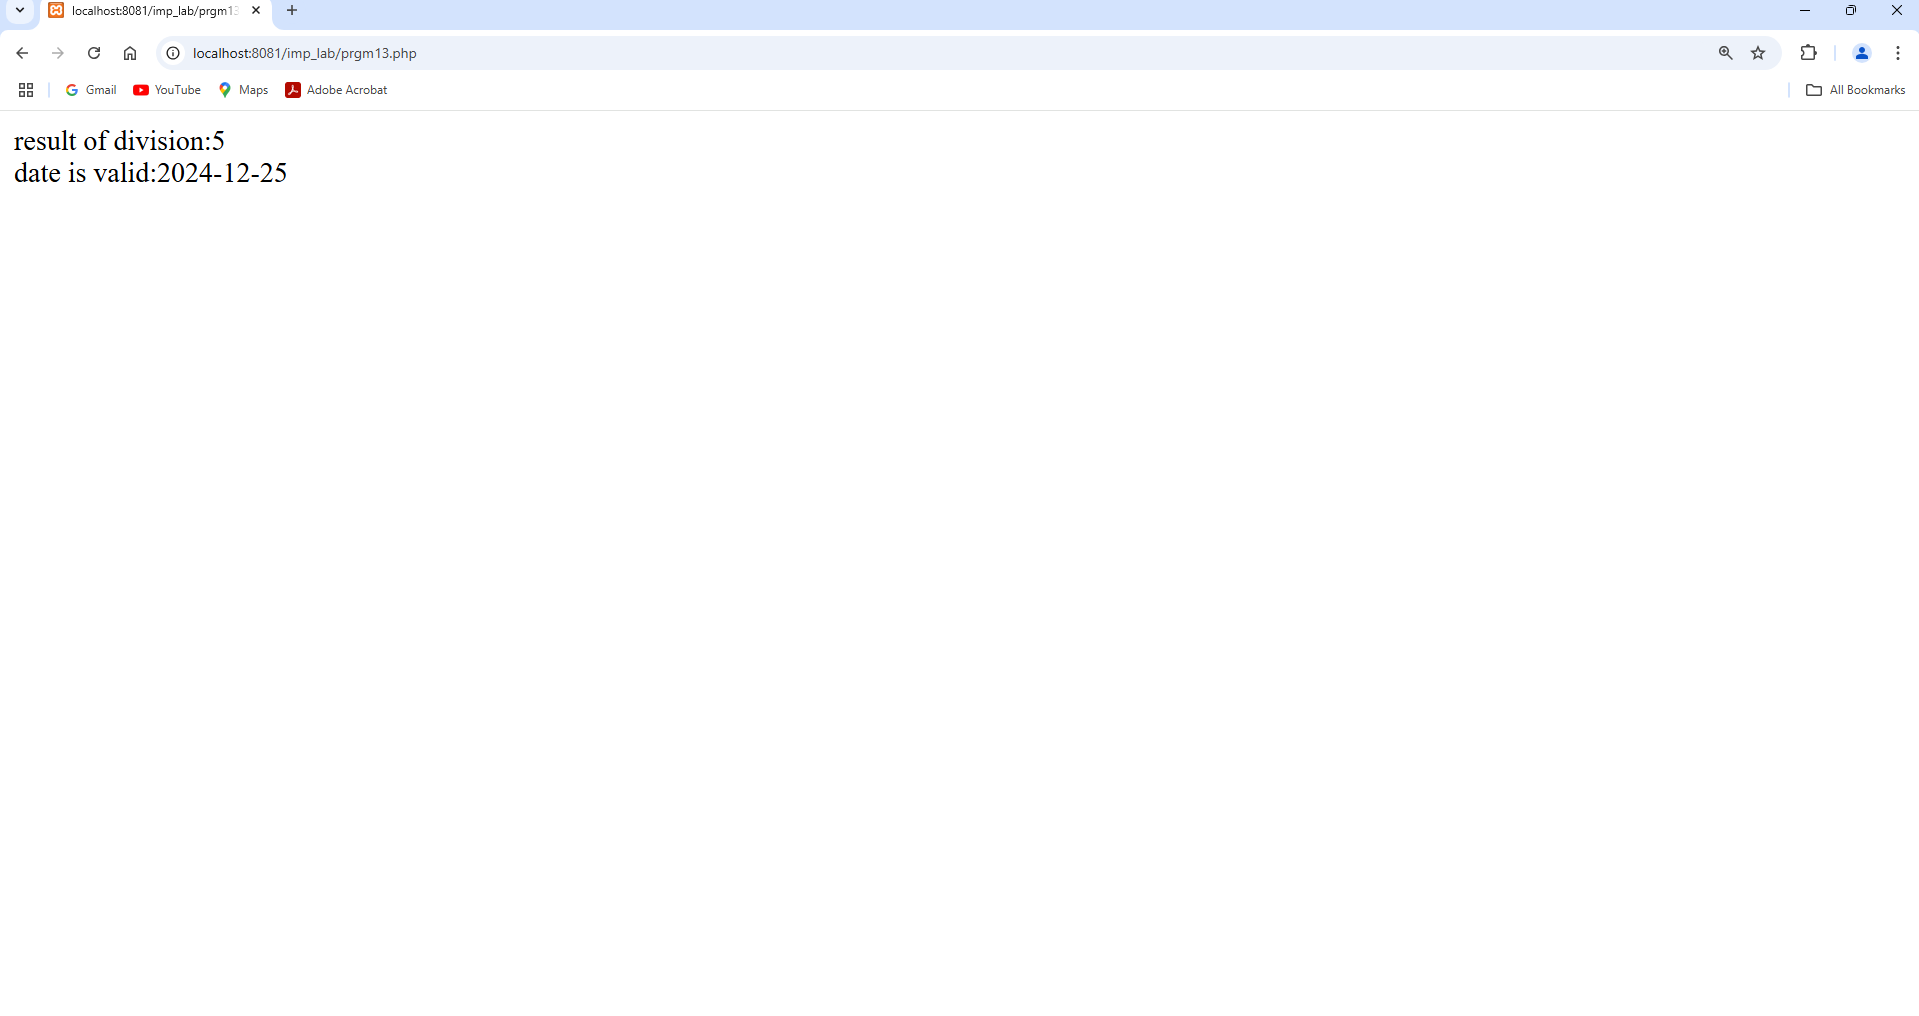 localhost:8081/imp_lab/prgm13
localhost:8081/imp_lab/prgm13.php
Gmail YouTube Maps Adobe Acrobat All Bookmarks
result of division:5
date is valid:2024-12-25